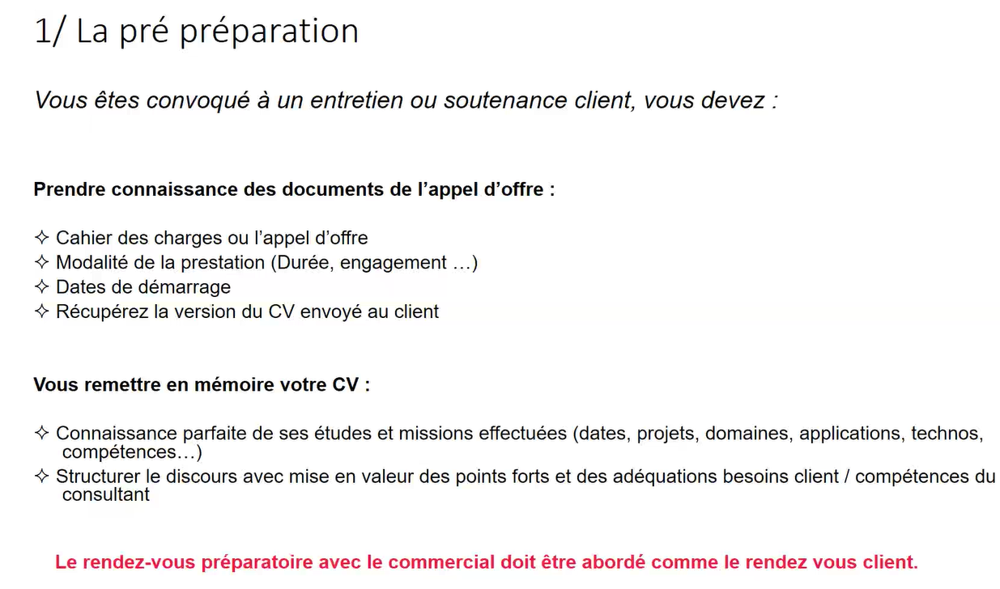 1/ La pré préparation
Vous êtes convoqué à un entretien ou soutenance client, vous devez :
Prendre connaissance des documents de l’appel d’offre :
✧ Cahier des charges ou l’appel d’offre
✧ Modalité de la prestation (Durée, engagement …)
✧ Dates de démarrage
✧ Récupérez la version du CV envoyé au client
Vous remettre en mémoire votre CV :
✧ Connaissance parfaite de ses études et missions effectuées (dates, projets, domaines, applications, technos,
compétences…)
✧ Structurer le discours avec mise en valeur des points forts et des adéquations besoins client / compétences du
consultant
Le rendez-vous préparatoire avec le commercial doit être abordé comme le rendez vous client.